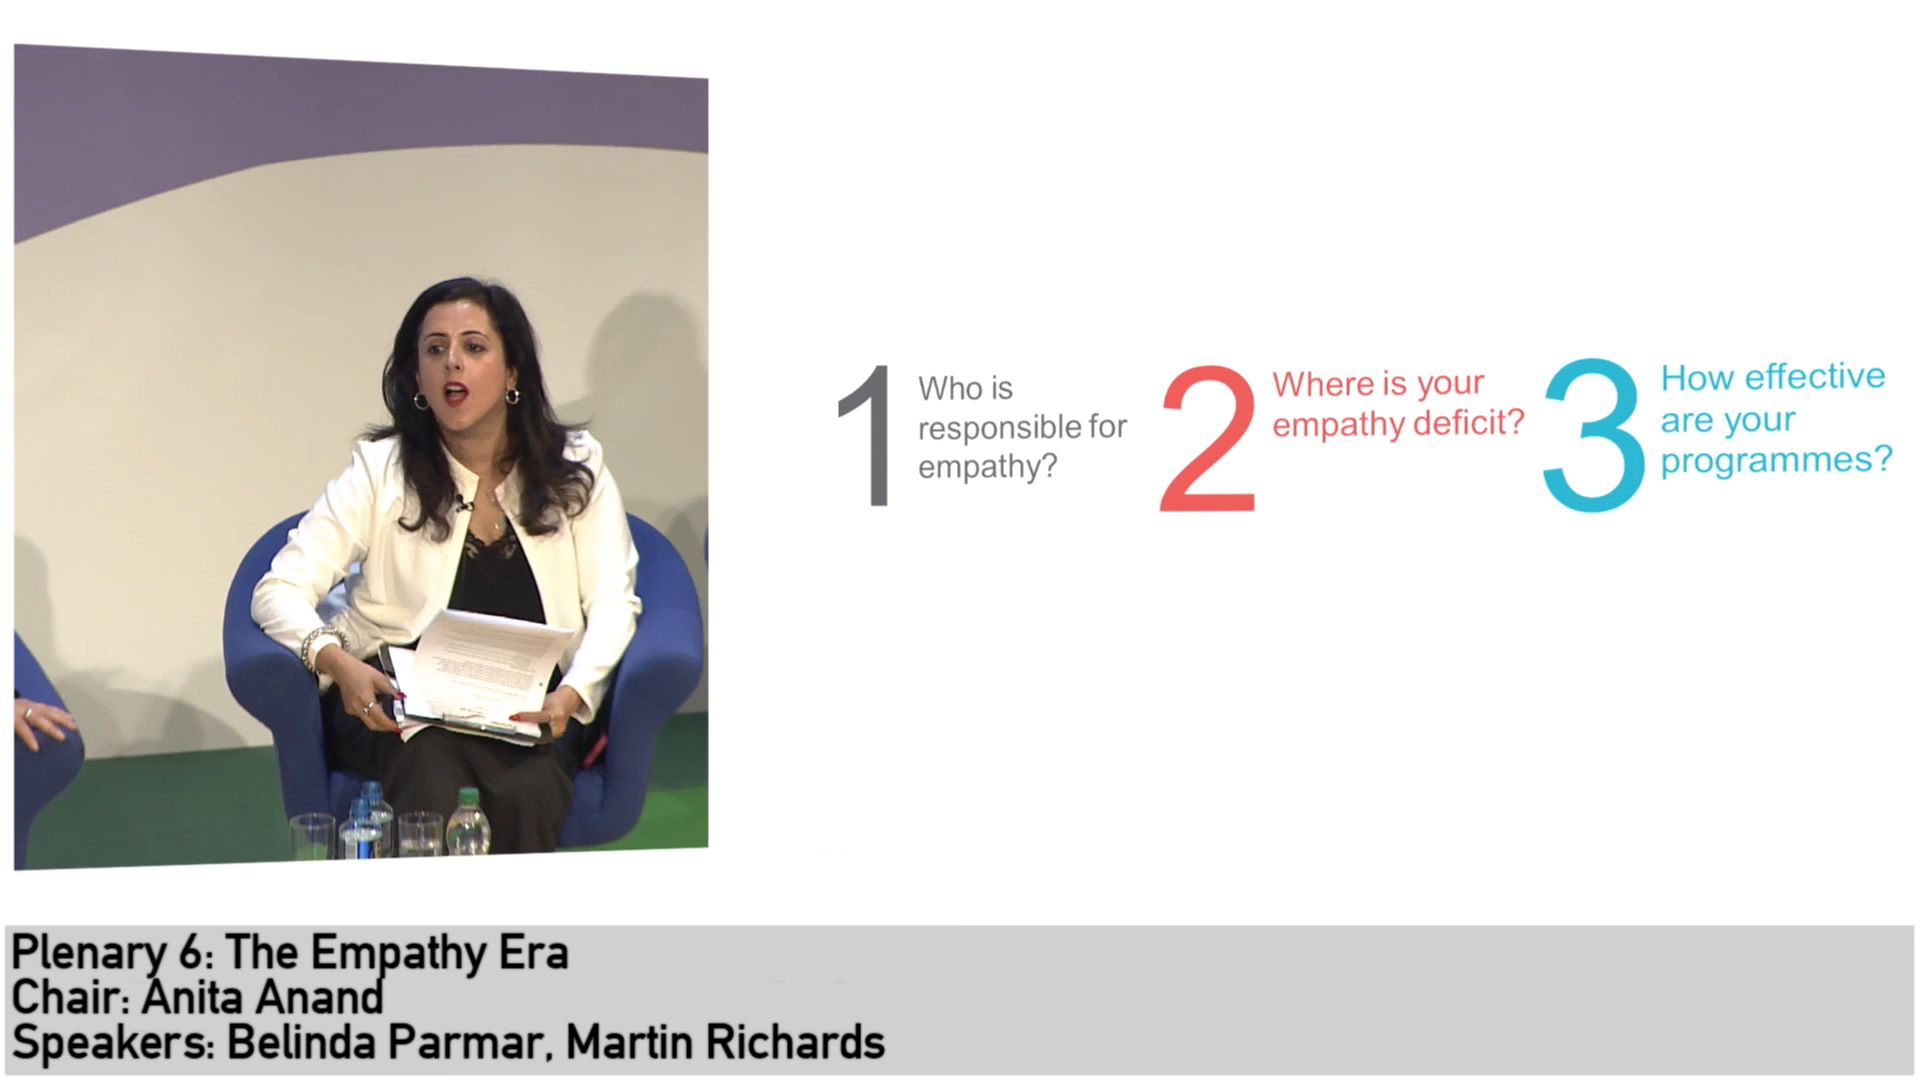 1
Who is
responsible for
empathy?
2
Where is your
empathy deficit?
3
How effective
are your
programmes?
Plenary 6: The Empathy Era
Chair: Anita Anand
Speakers: Belinda Parmar, Martin Richards